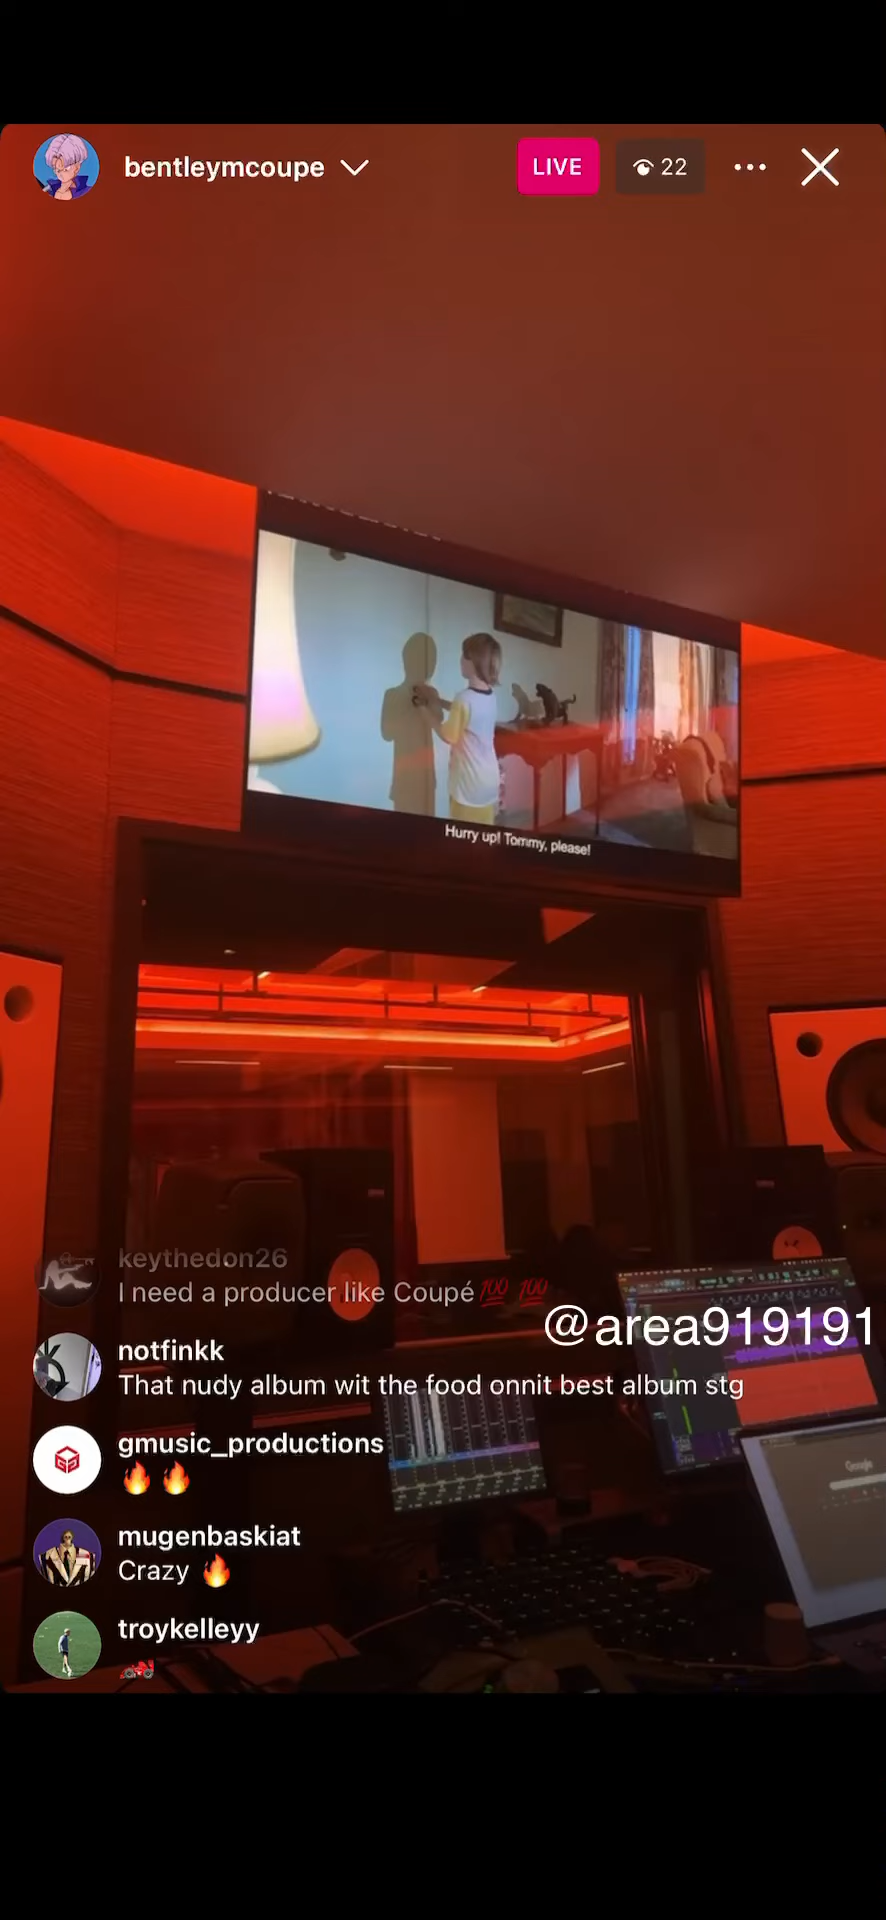 bentleymcoupe
LIVE
22
Hurry up! Tommy, please!
keythedon26
I need a producer like Coupé 💯 💯
@area919191
notfinkk
That nudy album wit the food onnit best album stg
Google
gmusic_productions
🔥 🔥
mugenbaskiat
Crazy 🔥
troykelleyy
🏎️